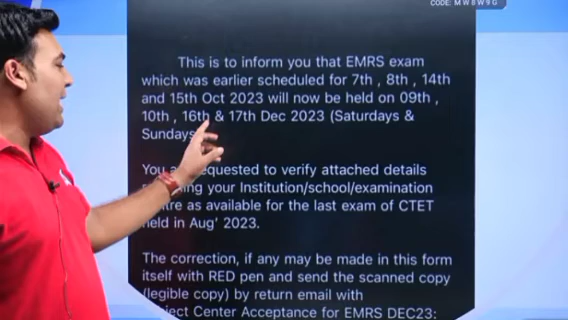 CODE: MW8W9G
This is to inform you that EMRS exam
which was earlier scheduled for 7th , 8th , 14th
and 15th Oct 2023 will now be held on 09th ,
10th , 16th & 17th Dec 2023 (Saturdays &
Sundays
You requested to verify attached details
your Institution/school/examination
as available for the last exam of CTET
held in Aug' 2023.
The correction, if any may be made in this form
itself with RED pen and send the scanned copy
(legible copy) by return email with
Center Acceptance for EMRS DEC23: